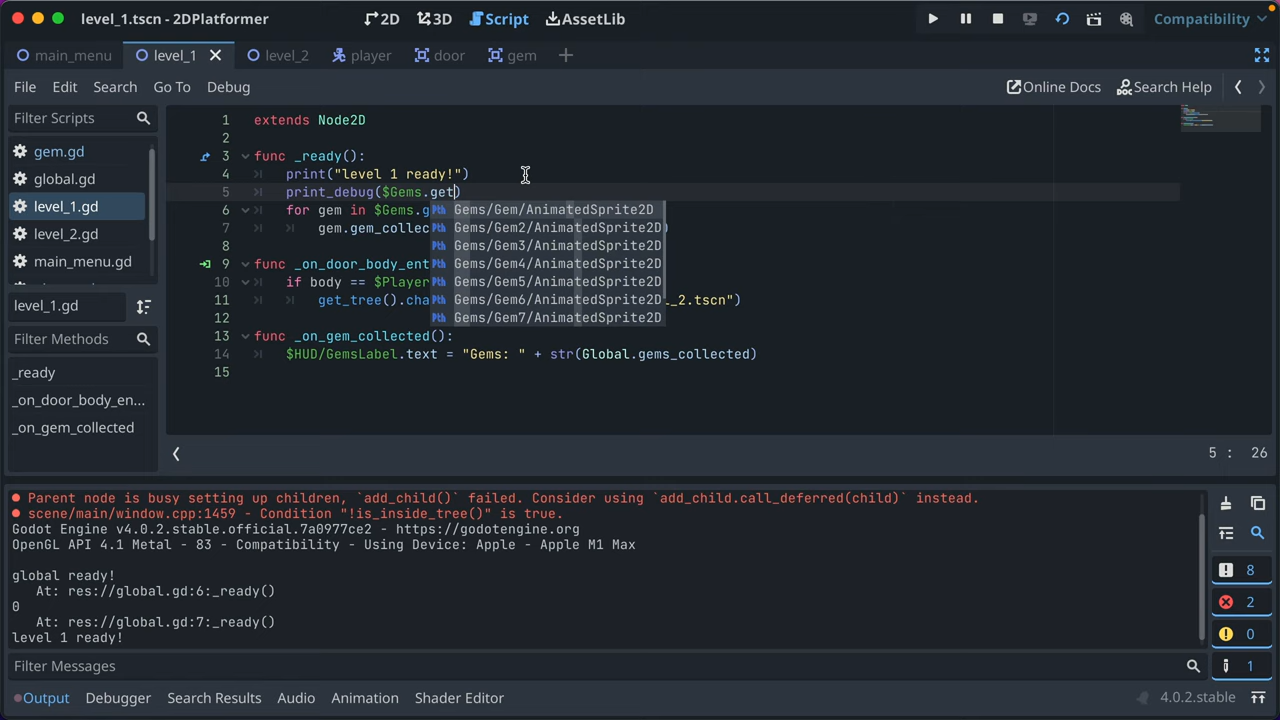 level_1.tscn - 2DPlatformer
2D
3D
Script
AssetLib
Compatibility
main_menu
level_1
level_2
player
door
gem
File
Edit
Search
Go To
Debug
Online Docs
Search Help
Filter Scripts
gem.gd
global.gd
level_1.gd
level_2.gd
main_menu.gd
level_1.gd
Filter Methods
_ready
_on_door_body_en...
_on_gem_collected
1 extends Node2D
2
3 func _ready():
4 print("level 1 ready!")
5 print_debug($Gems.get)
6 for gem in $Gems.g
7 gem.gem_collec )
8
9 func _on_door_body_ent
10 if body == $Player
11 get_tree().cha _2.tscn")
12
13 func _on_gem_collected():
14 $HUD/GemsLabel.text = "Gems: " + str(Global.gems_collected)
15
Gems/Gem/AnimatedSprite2D
Gems/Gem2/AnimatedSprite2D
Gems/Gem3/AnimatedSprite2D
Gems/Gem4/AnimatedSprite2D
Gems/Gem5/AnimatedSprite2D
Gems/Gem6/AnimatedSprite2D
Gems/Gem7/AnimatedSprite2D
5 : 26
Parent node is busy setting up children, `add_child()` failed. Consider using `add_child.call_deferred(child)` instead.
scene/main/window.cpp:1459 - Condition "!is_inside_tree()" is true.
Godot Engine v4.0.2.stable.official.7a0977ce2 - https://godotengine.org
OpenGL API 4.1 Metal - 83 - Compatibility - Using Device: Apple - Apple M1 Max
global ready!
At: res://global.gd:6:_ready()
0
At: res://global.gd:7:_ready()
level 1 ready!
8
2
0
1
Filter Messages
Output
Debugger
Search Results
Audio
Animation
Shader Editor
4.0.2.stable